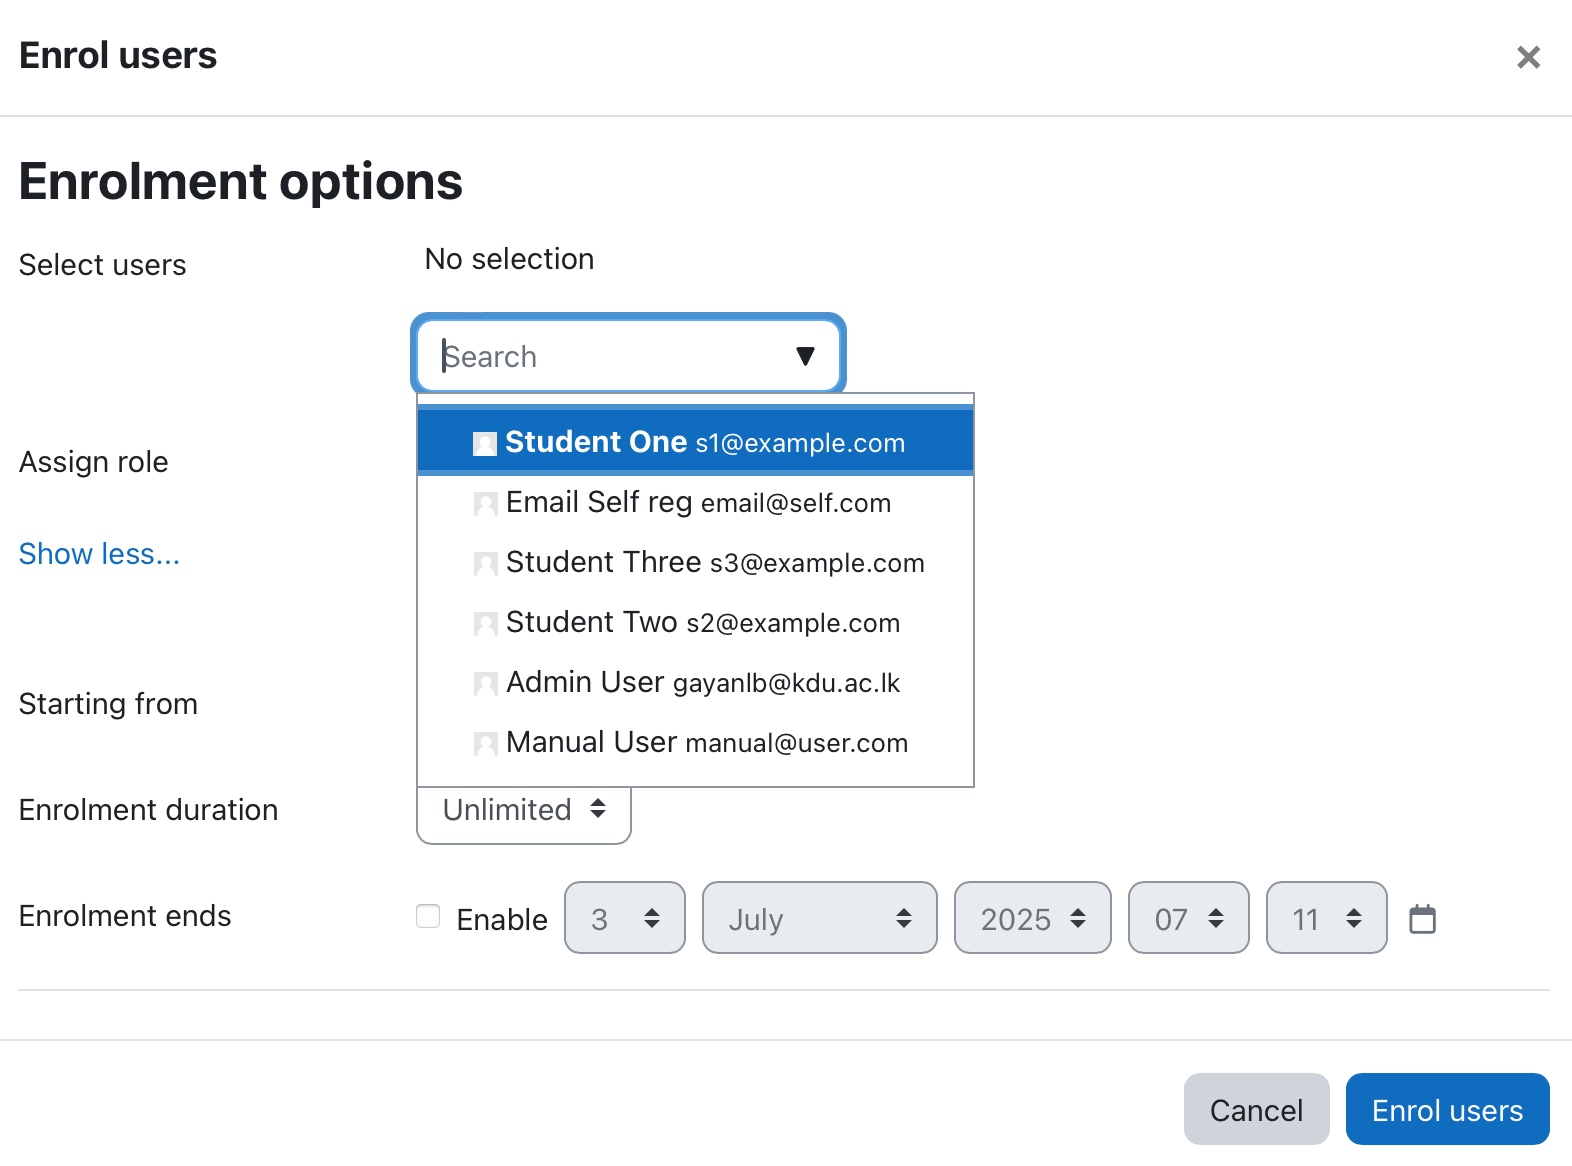 Enrol users
Enrolment options
Select users
No selection
Search
Student One s1@example.com
Assign role
Email Self reg email@self.com
Show less...
Student Three s3@example.com
Student Two s2@example.com
Admin User gayanlb@kdu.ac.lk
Starting from
Manual User manual@user.com
Enrolment duration
Unlimited
Enrolment ends
Enable 3 July 2025 07 11
Cancel
Enrol users